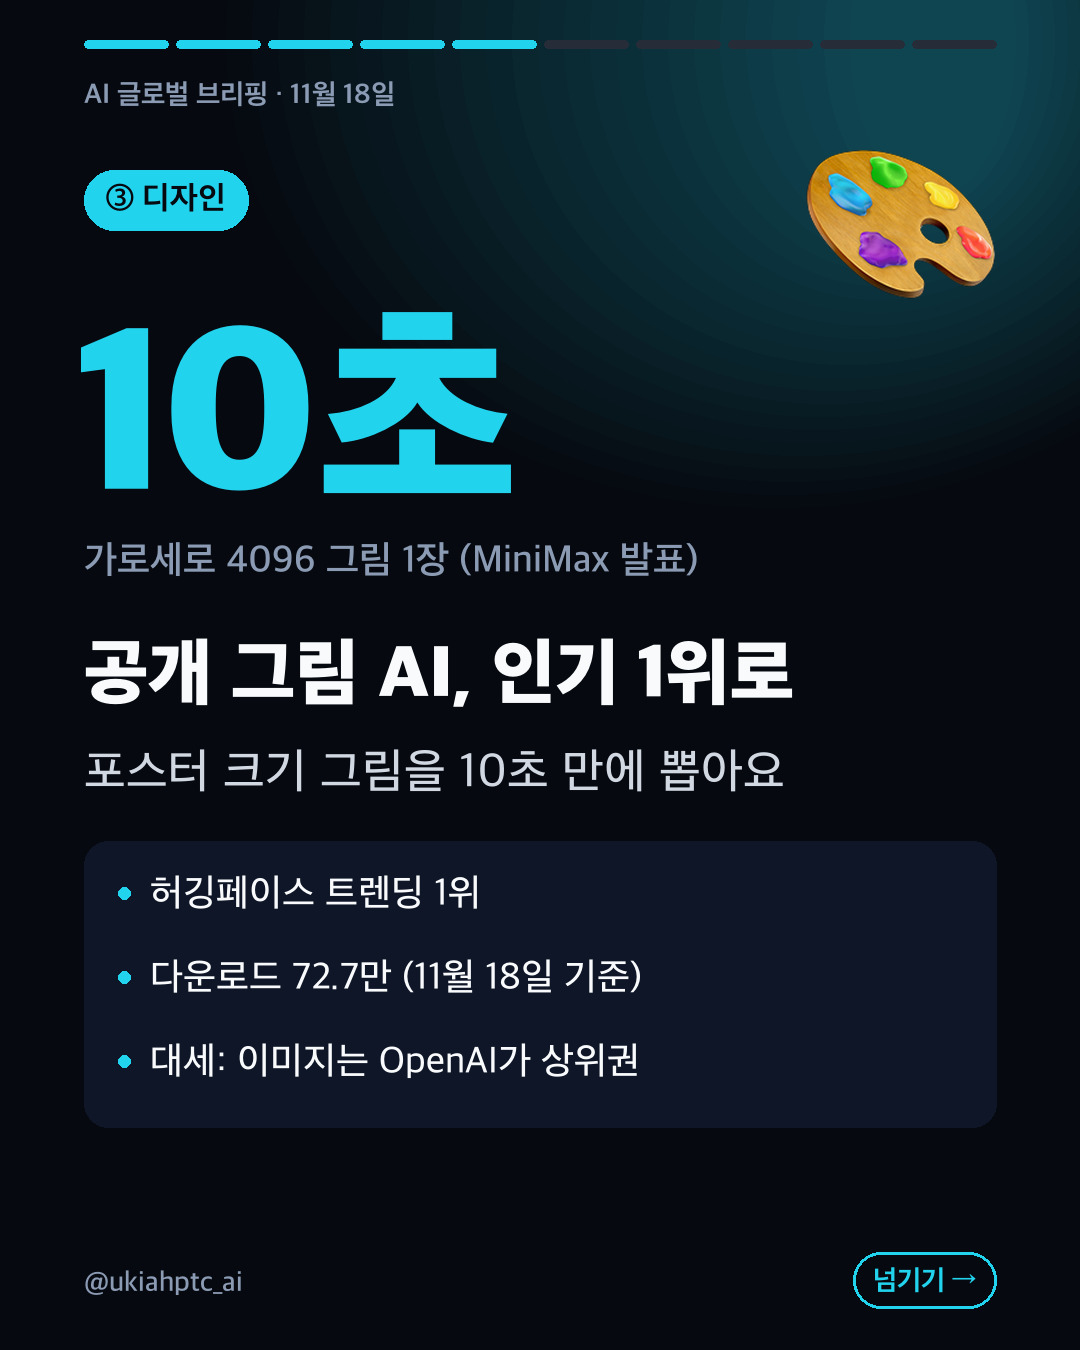 AI 글로벌 브리핑 · 11월 18일
③ 디자인
10초
가로세로 4096 그림 1장 (MiniMax 발표)
공개 그림 AI, 인기 1위로
포스터 크기 그림을 10초 만에 뽑아요
• 허깅페이스 트렌딩 1위
• 다운로드 72.7만 (11월 18일 기준)
• 대세: 이미지는 OpenAI가 상위권
@ukiahptc_ai
넘기기 →